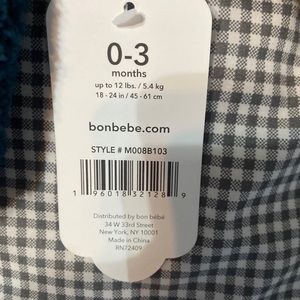 0-3
months
up to 12 lbs. / 5.4 kg
18 - 24 in / 45 - 61 cm
bonbebe.com
STYLE # M008B103
1 96018 32128 9
Distributed by bon bébé
34 W 33rd Street
New York, NY 10001
Made in China
RN72409